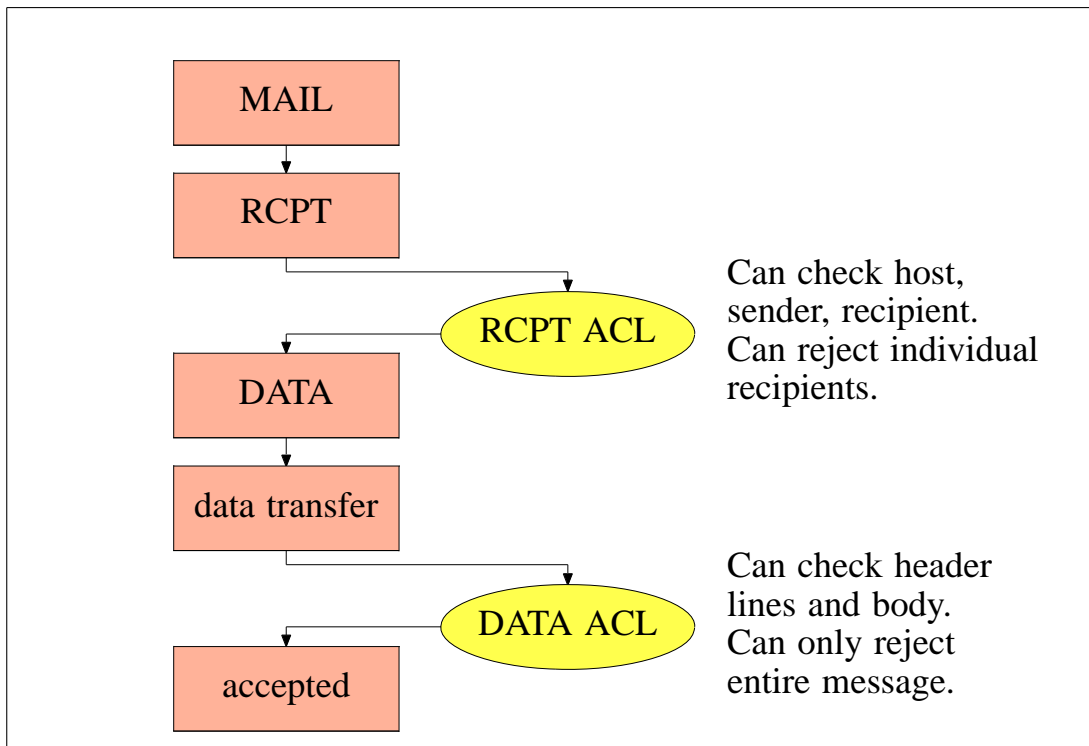 MAIL
RCPT
Can check host,
sender, recipient.
Can reject individual
recipients.
RCPT ACL
DATA
data transfer
Can check header
lines and body.
Can only reject
entire message.
DATA ACL
accepted